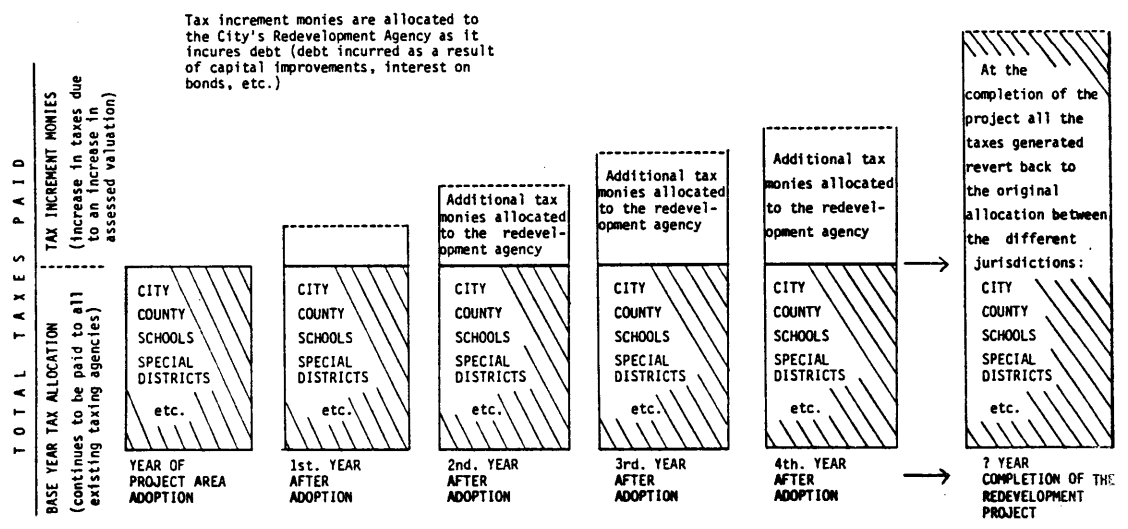 Tax increment monies are allocated to
the City's Redevelopment Agency as it
incures debt (debt incurred as a result
of capital improvements, interest on
bonds, etc.)
TOTAL TAXES PAID
TAX INCREMENT MONIES
(increase in taxes due
to an increase in
assessed valuation)
BASE YEAR TAX ALLOCATION
(continues to be paid to all
existing taxing agencies)
CITY
COUNTY
SCHOOLS
SPECIAL
DISTRICTS
etc.
YEAR OF
PROJECT AREA
ADOPTION
CITY
COUNTY
SCHOOLS
SPECIAL
DISTRICTS
etc.
1st. YEAR
AFTER
ADOPTION
Additional tax
monies allocated
to the redevel-
opment agency
CITY
COUNTY
SCHOOLS
SPECIAL
DISTRICTS
etc.
2nd. YEAR
AFTER
ADOPTION
Additional tax
monies allocated
to the redevel-
opment agency
CITY
COUNTY
SCHOOLS
SPECIAL
DISTRICTS
etc.
3rd. YEAR
AFTER
ADOPTION
Additional tax
monies allocated
to the redevel-
opment agency
CITY
COUNTY
SCHOOLS
SPECIAL
DISTRICTS
etc.
4th. YEAR
AFTER
ADOPTION
At the
completion of the
project all the
taxes generated
revert back to
the original
allocation between
the different
jurisdictions:
CITY
COUNTY
SCHOOLS
SPECIAL
DISTRICTS
etc.
? YEAR
COMPLETION OF THE
REDEVELOPMENT
PROJECT